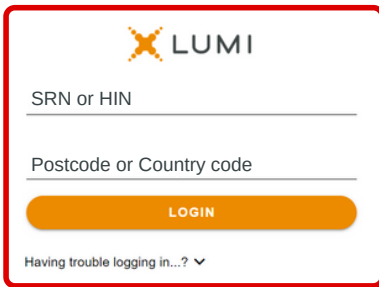 LUMI
SRN or HIN
Postcode or Country code
LOGIN
Having trouble logging in...?